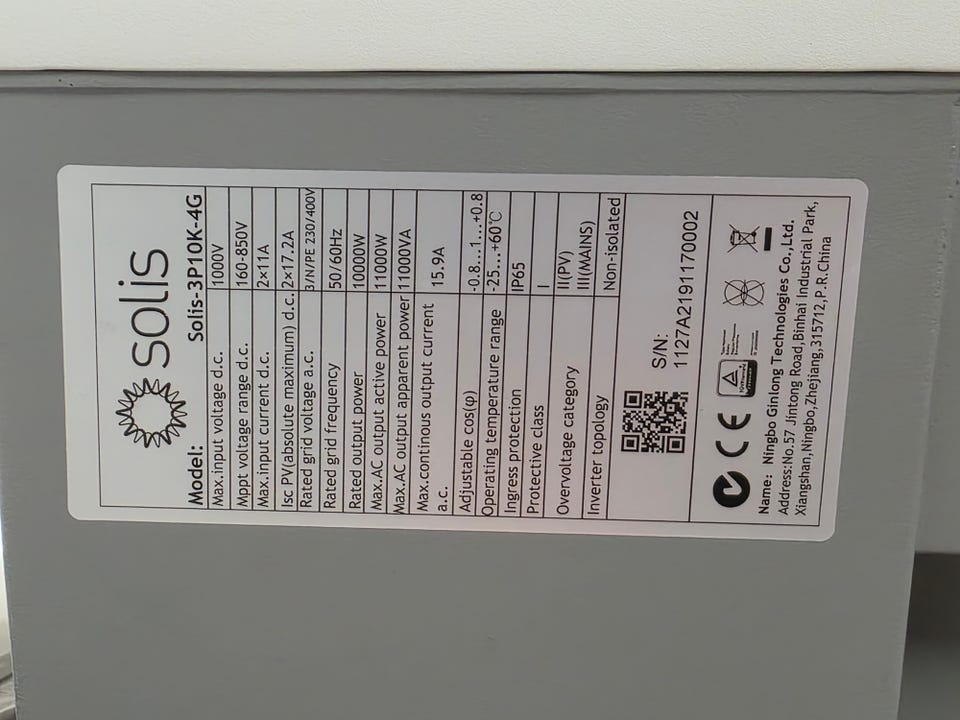 solis
Model: Solis-3P10K-4G
Max.input voltage d.c. 1000V
Mppt voltage range d.c. 160-850V
Max.input current d.c. 2×11A
Isc PV(absolute maximum) d.c. 2×17.2A
Rated grid voltage a.c. 3/N/PE 230/400V
Rated grid frequency 50/60Hz
Rated output power 10000W
Max.AC output active power 11000W
Max.AC output apparent power 11000VA
Max.continous output current
a.c. 15.9A
Adjustable cos(φ) -0.8...1...+0.8
Operating temperature range -25...+60℃
Ingress protection IP65
Protective class I
Overvoltage category II(PV)
III(MAINS)
Inverter topology Non-isolated
S/N:
1127A2191170002
CE
Name: Ningbo Ginlong Technologies Co.,Ltd.
Address:No.57 Jintong Road,Binhai Industrial Park,
Xiangshan,Ningbo,Zhejiang,315712,P.R.China